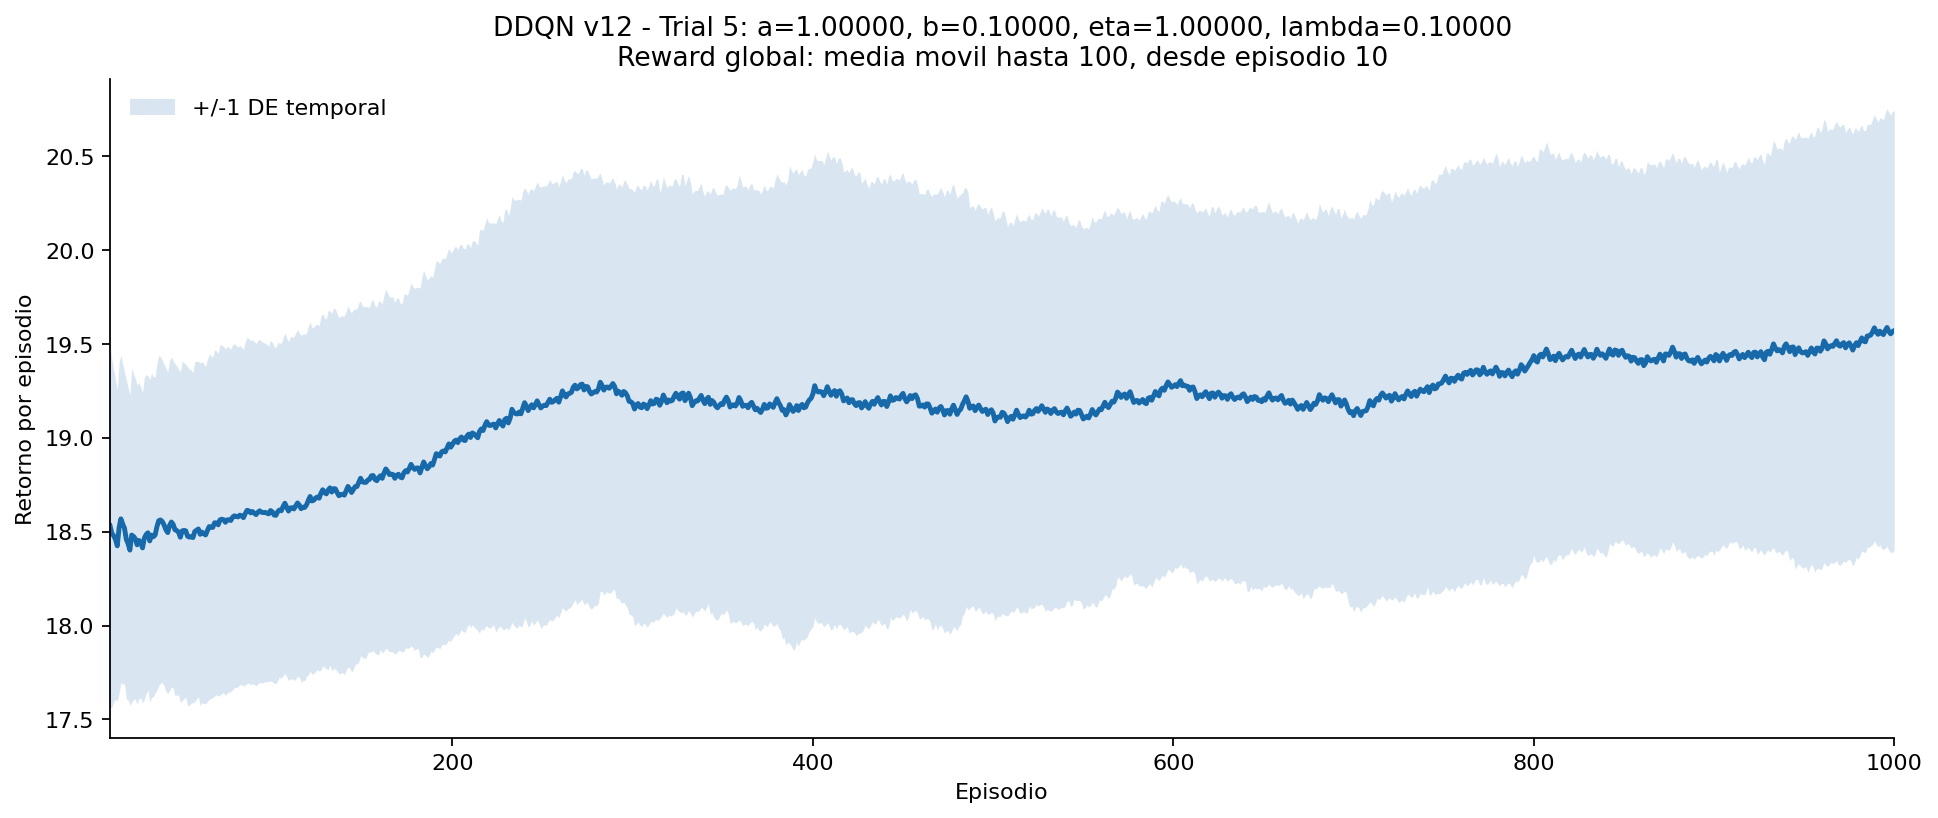 DDQN v12 - Trial 5: a=1.00000, b=0.10000, eta=1.00000, lambda=0.10000
Reward global: media movil hasta 100, desde episodio 10
+/-1 DE temporal
Retorno por episodio
20.5
20.0
19.5
19.0
18.5
18.0
17.5
200
400
600
800
1000
Episodio